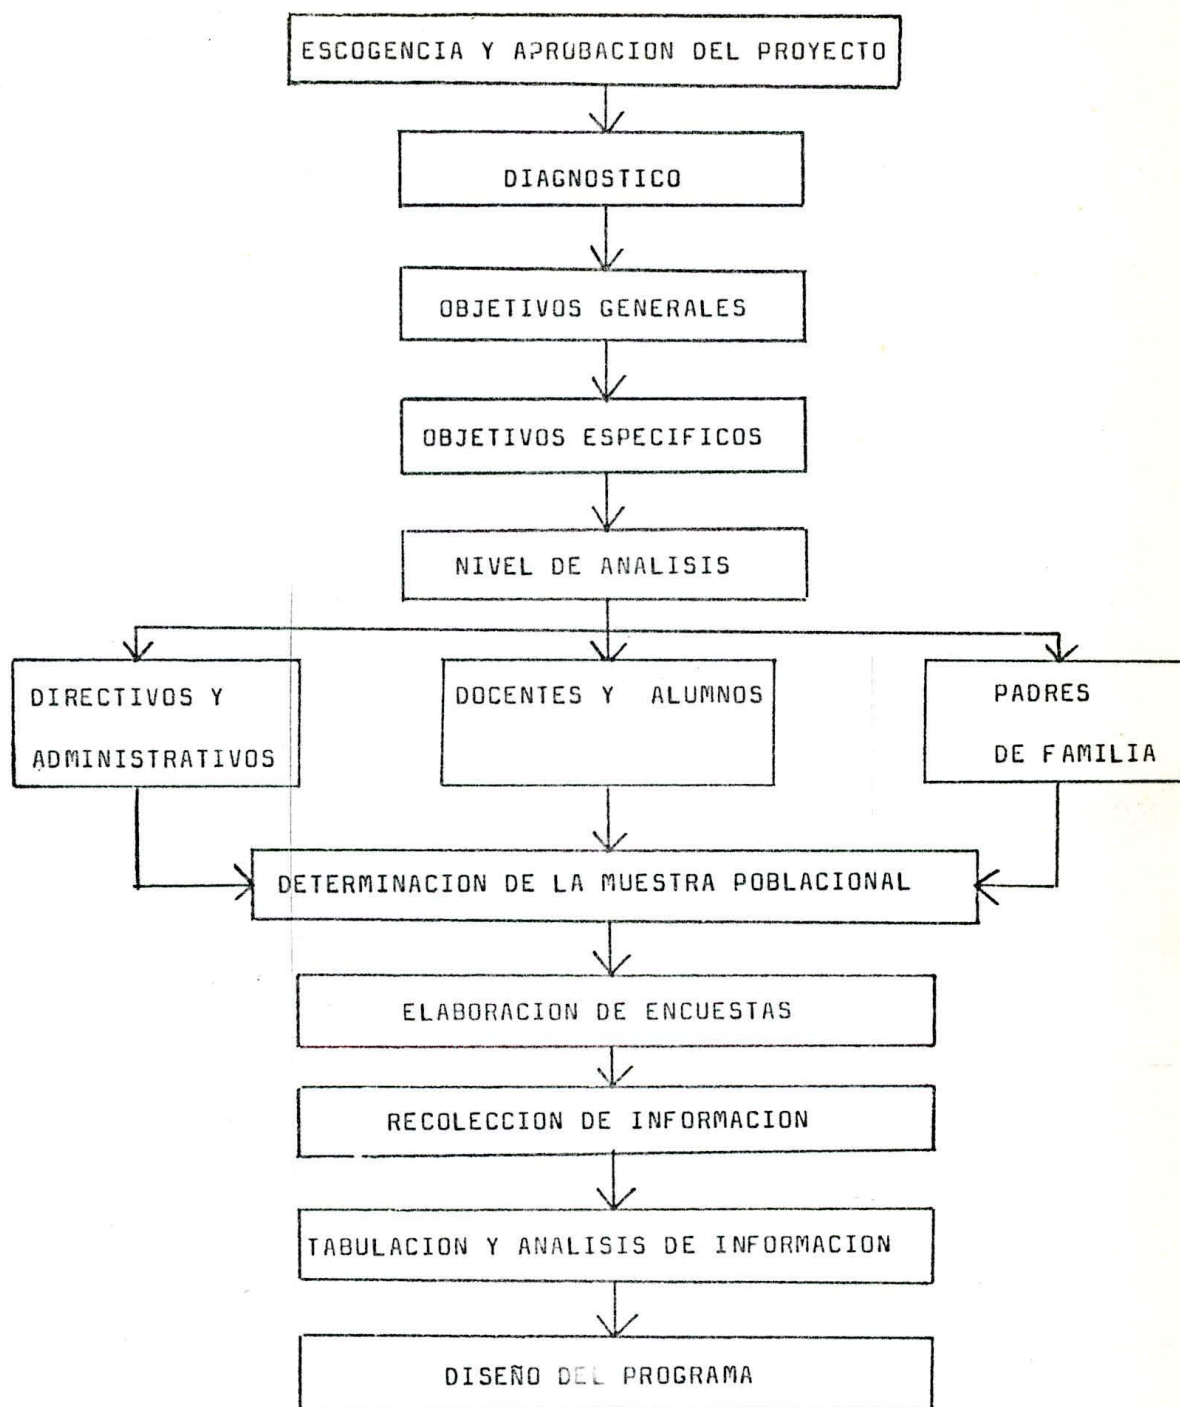 ESCOGENCIA Y APROBACION DEL PROYECTO
DIAGNOSTICO
OBJETIVOS GENERALES
OBJETIVOS ESPECIFICOS
NIVEL DE ANALISIS
DIRECTIVOS Y
ADMINISTRATIVOS
DOCENTES Y ALUMNOS
PADRES
DE FAMILIA
DETERMINACION DE LA MUESTRA POBLACIONAL
ELABORACION DE ENCUESTAS
RECOLECCION DE INFORMACION
TABULACION Y ANALISIS DE INFORMACION
DISEÑO DEL PROGRAMA